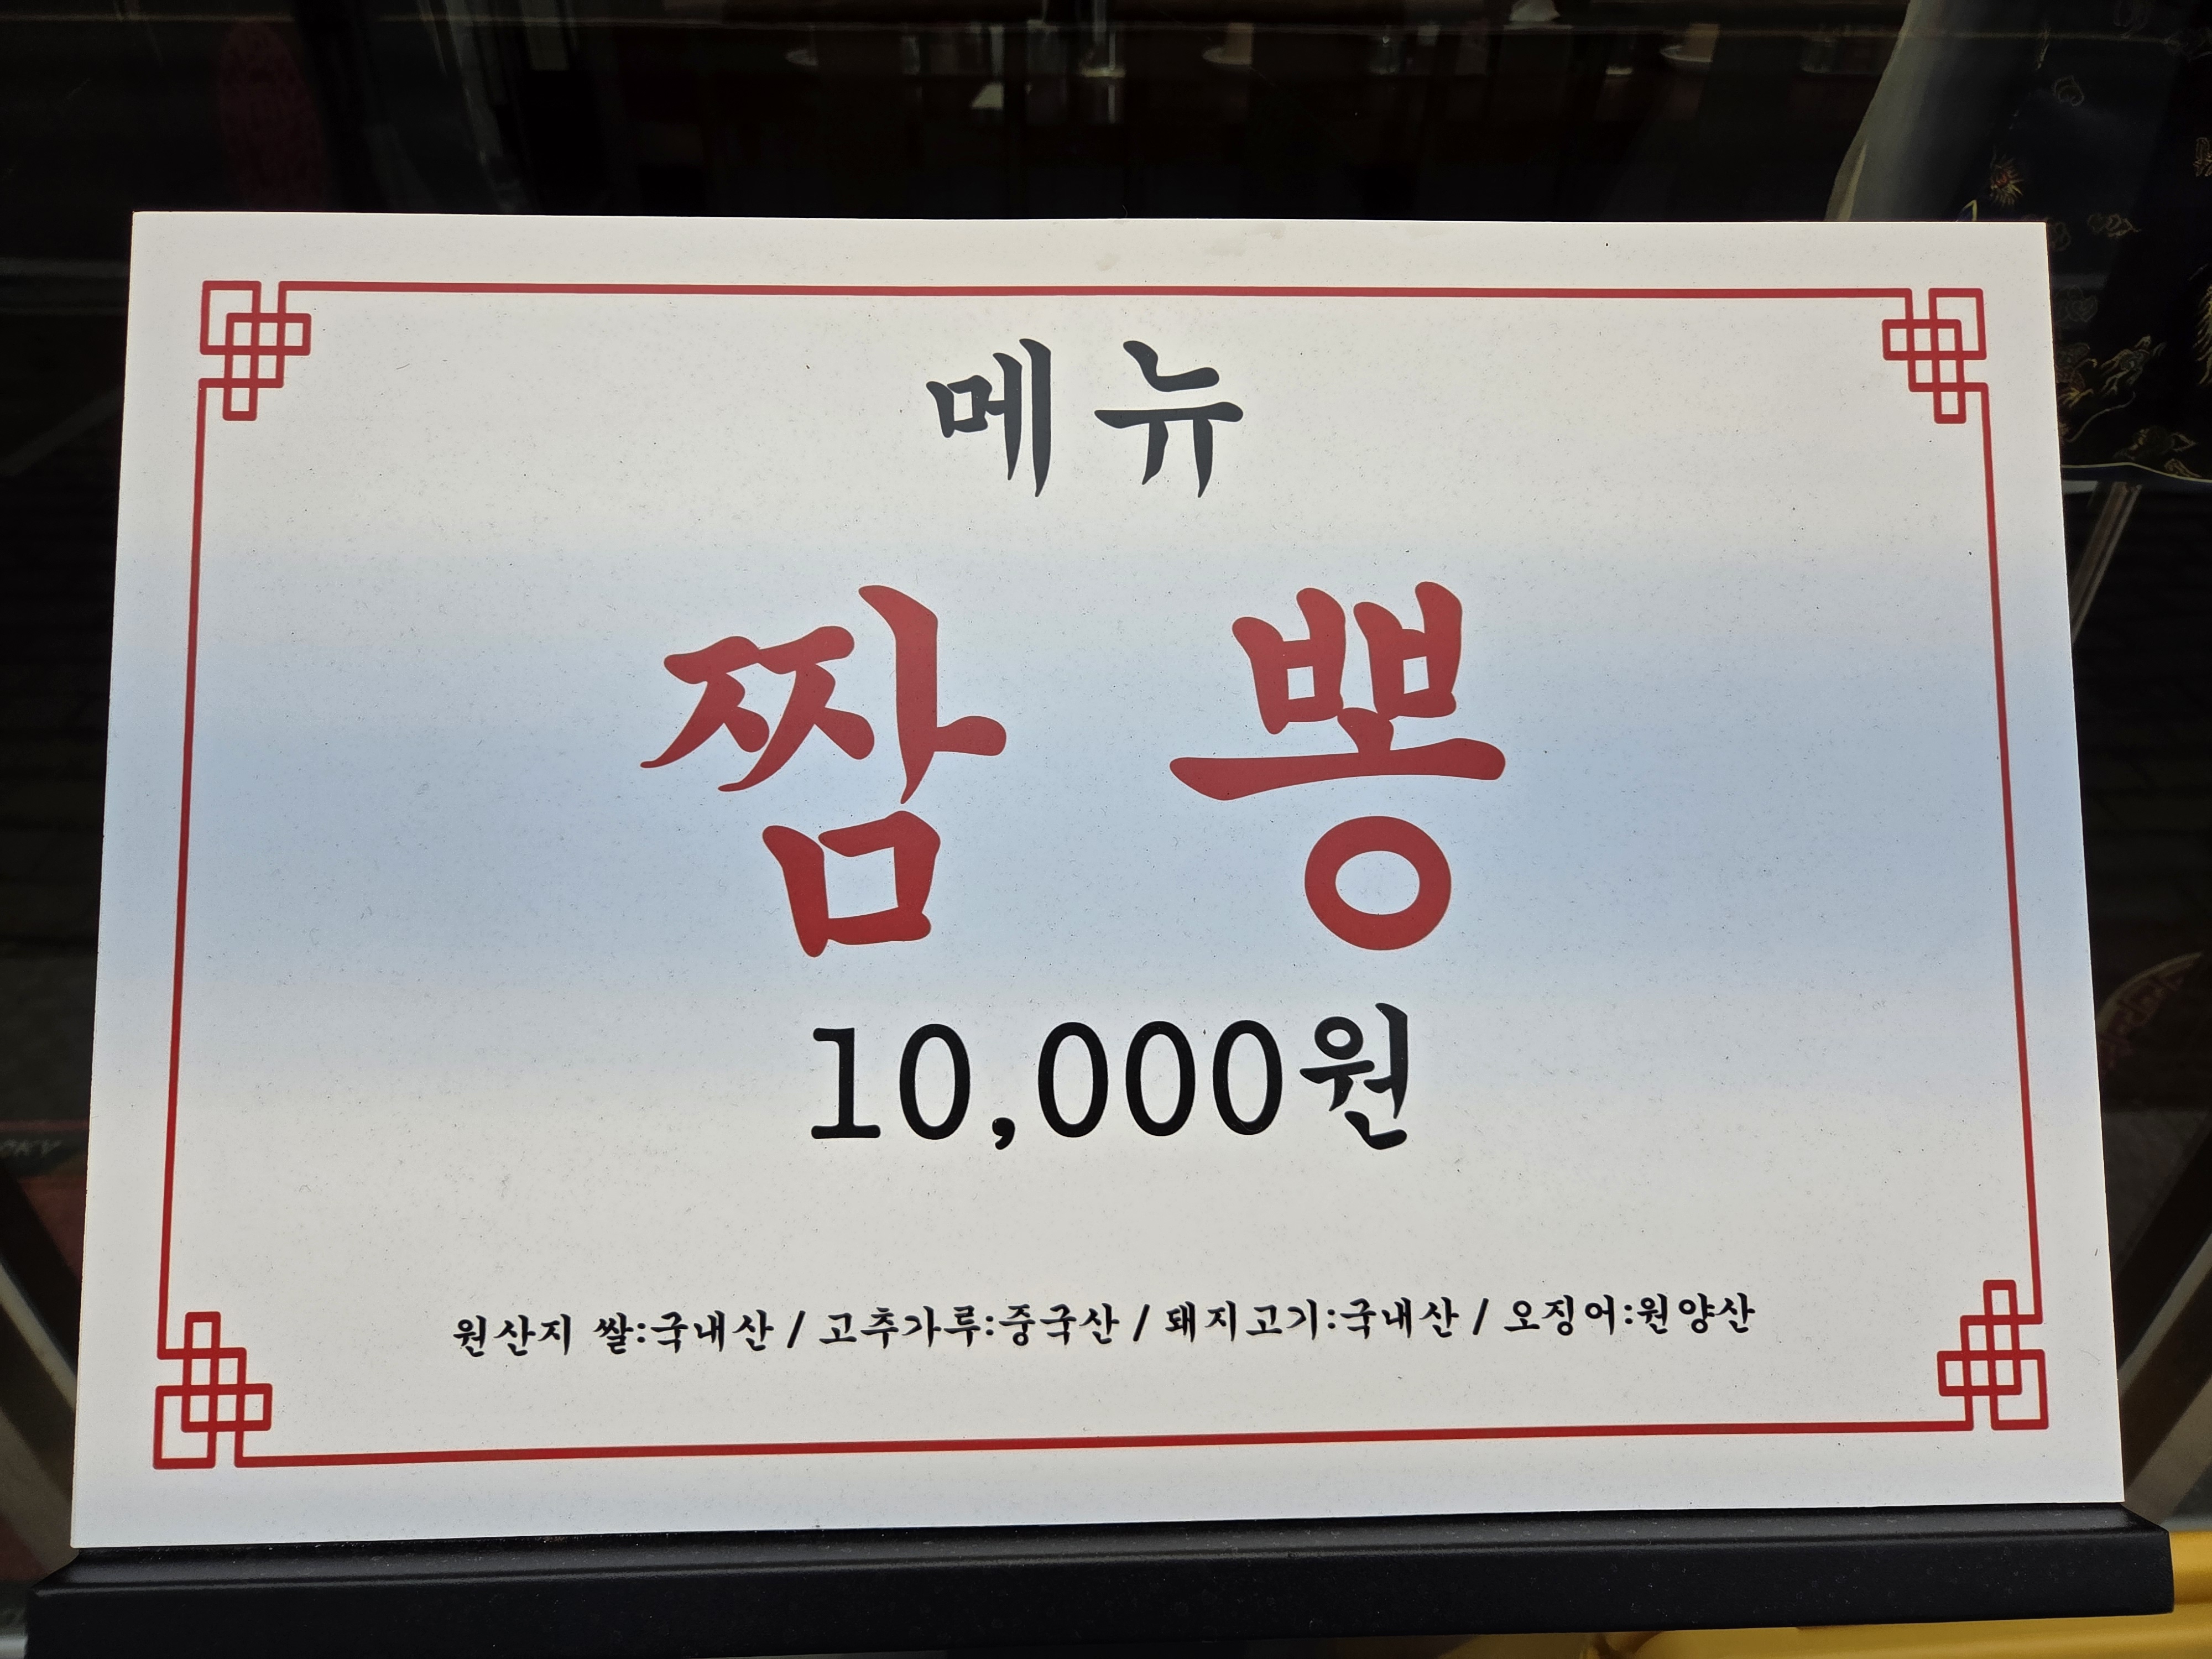 메뉴
짬뽕
10,000원
원산지 쌀:국내산 / 고추가루:중국산 / 돼지고기:국내산 / 오징어:원양산